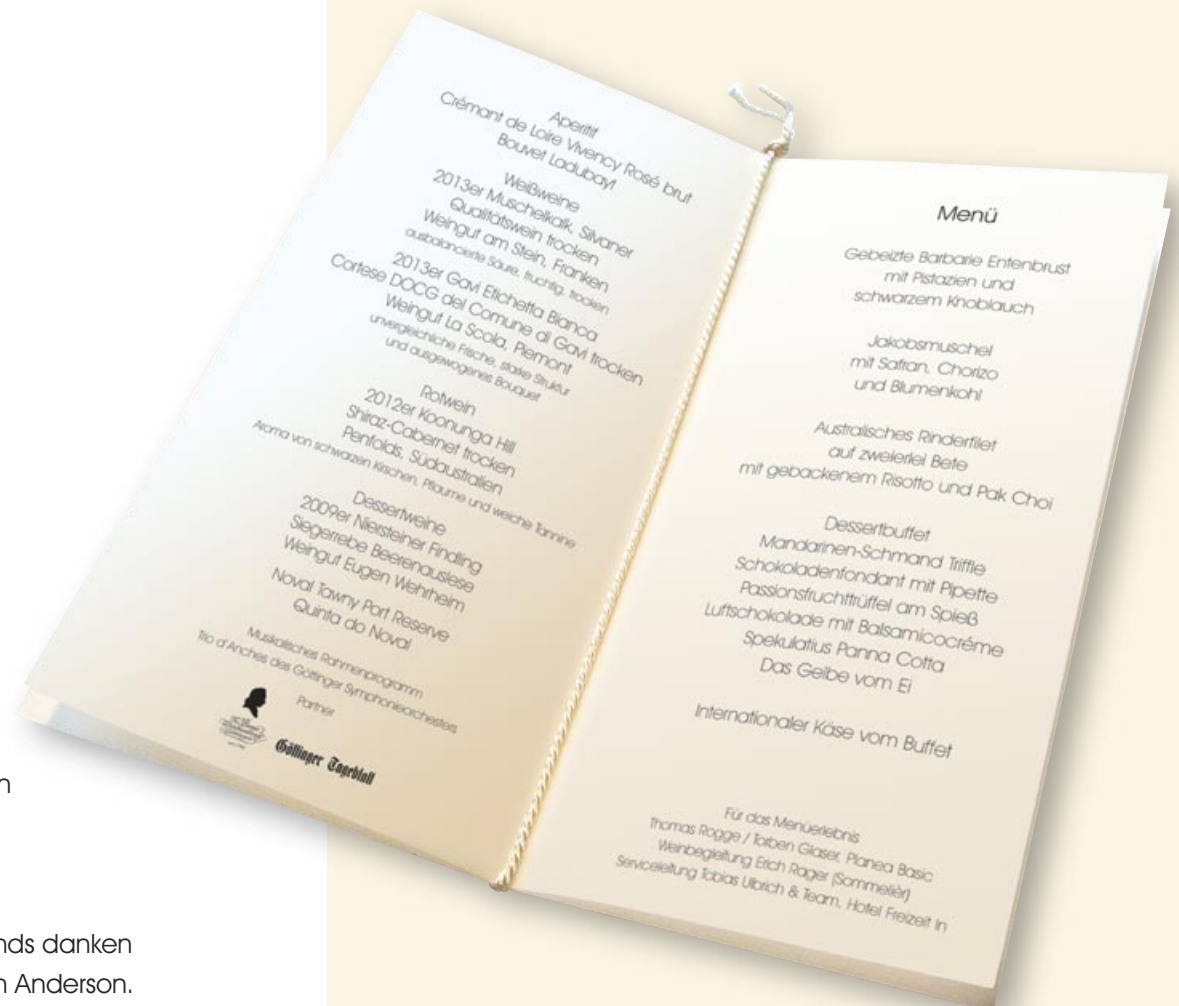 Aperitif
Crémant de Loire Vivency Rosé brut
Bouvet Ladubayt
Weißweine
2013er Muschelkalk, Silvaner
Qualitätswein trocken
Weingut am Stein, Franken
ausbalancierte Säure, fruchtig, trocken
2013er Gavi Etichetta Bianca
Cortese DOCG del Comune di Gavi trocken
Weingut La Scola, Piemont
unvergleichliche Frische, starke Struktur
und ausgewogenes Bouquet
Rotwein
2012er Koonunga Hill
Shiraz-Cabernet trocken
Penfolds, Südaustralien
Aroma von schwarzen Kirschen, Pflaume und weiche Tannine
Dessertweine
2009er Niersteiner Findling
Siegerrebe Beerenauslese
Weingut Eugen Wehrheim
Noval Tawny Port Reserve
Quinta do Noval
Musikalisches Rahmenprogramm
Trio d'Anches des Göttinger Symphonieorchesters
Partner
Göttinger Tageblatt
Menü
Gebeizte Barbarie Entenbrust
mit Pistazien und
schwarzem Knoblauch
Jakobsmuschel
mit Safran, Chorizo
und Blumenkohl
Australisches Rinderfilet
auf zweierlei Bete
mit gebackenem Risotto und Pak Choi
Dessertbuffet
Mandarinen-Schmand Triffle
Schokoladenfondant mit Pipette
Passionsfruchttrüffel am Spieß
Luftschokolade mit Balsamicocréme
Spekulatius Panna Cotta
Das Gelbe vom Ei
Internationaler Käse vom Buffet
Für das Menüerlebnis
Thomas Rogge / Torben Glaser, Planea Basic
Weinbegleitung Erich Rager (Sommelièr)
Serviceleitung Tobias Ulbrich & Team, Hotel Freizeit In
n
nds danken
n Anderson.